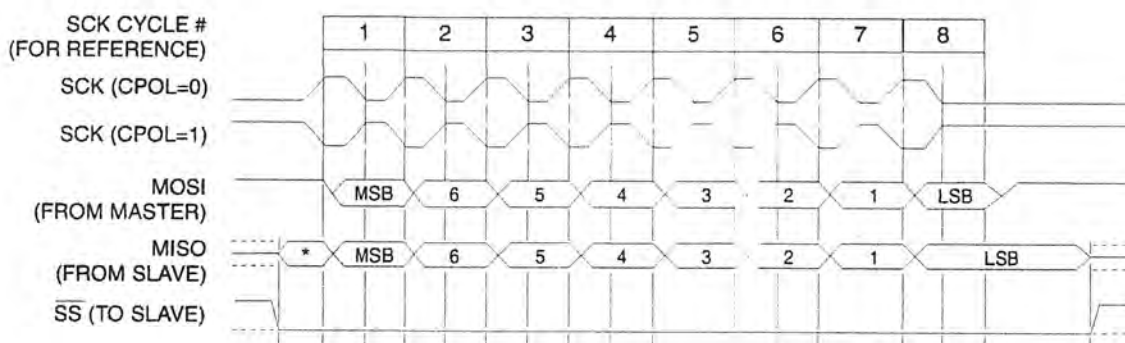 SCK CYCLE #
(FOR REFERENCE)
1 2 3 4 5 6 7 8
SCK (CPOL=0)
SCK (CPOL=1)
MOSI
(FROM MASTER)
MSB 6 5 4 3 2 1 LSB
MISO
(FROM SLAVE)
* MSB 6 5 4 3 2 1 LSB
SS (TO SLAVE)